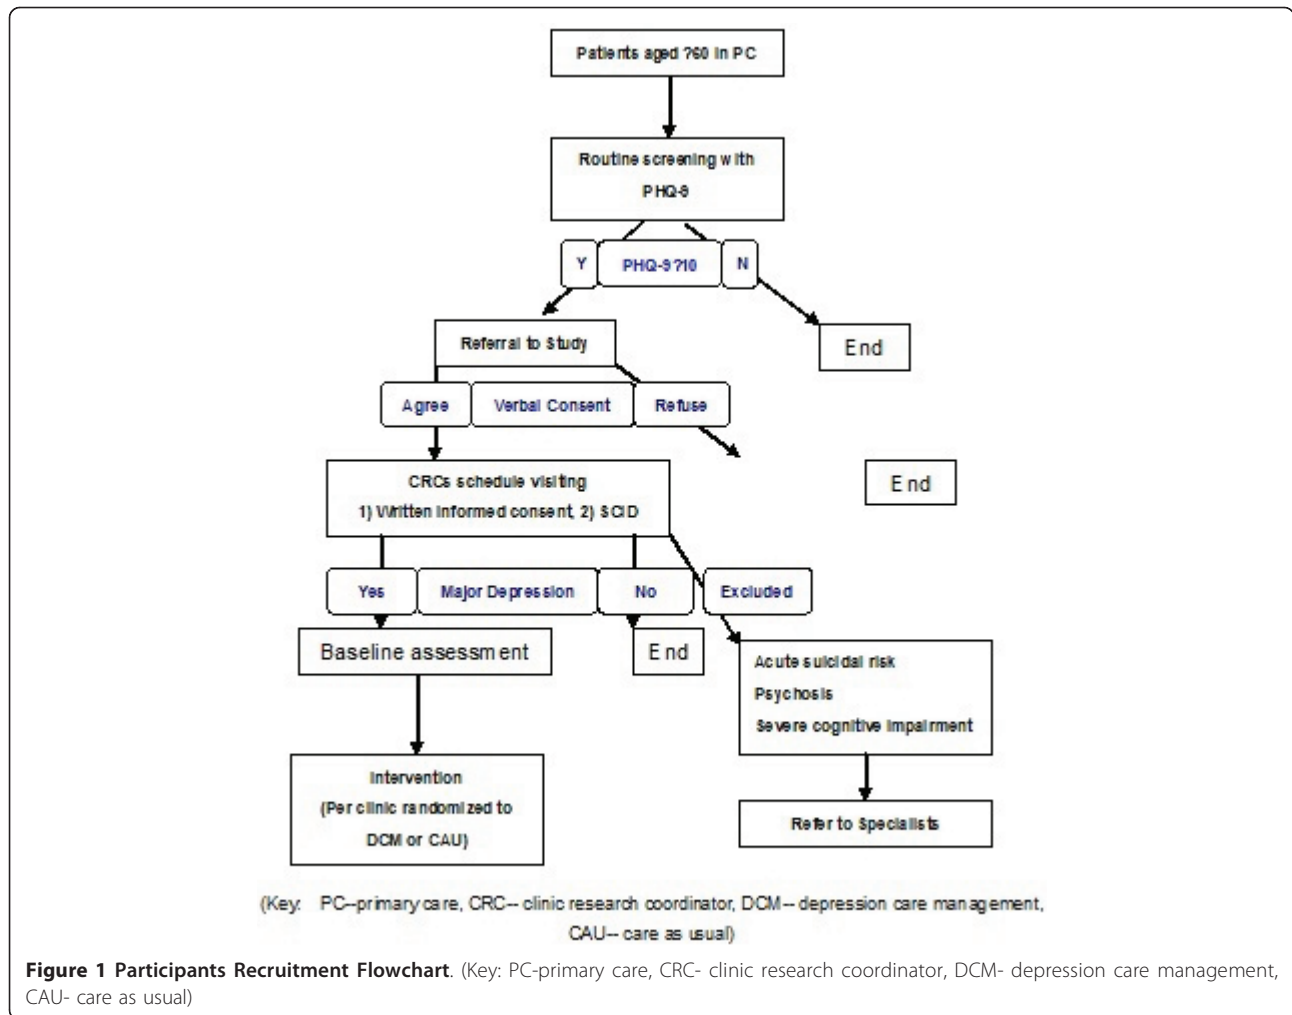 Patients aged ?60 in PC
Routine screening with
PHQ-9
Y
PHQ-9?10
N
Referral to Study
End
Agree
Verbal Consent
Refuse
CRCs schedule visiting
1) Written informed consent, 2) SCID
End
Yes
Major Depression
No
Excluded
Baseline assessment
End
Acute suicidal risk
Psychosis
Severe cognitive impairment
Intervention
(Per clinic randomized to
DCM or CAU)
Refer to Specialists
(Key: PC--primary care, CRC-- clinic research coordinator, DCM-- depression care management,
CAU-- care as usual)
Figure 1 Participants Recruitment Flowchart. (Key: PC-primary care, CRC- clinic research coordinator, DCM- depression care management,
CAU- care as usual)